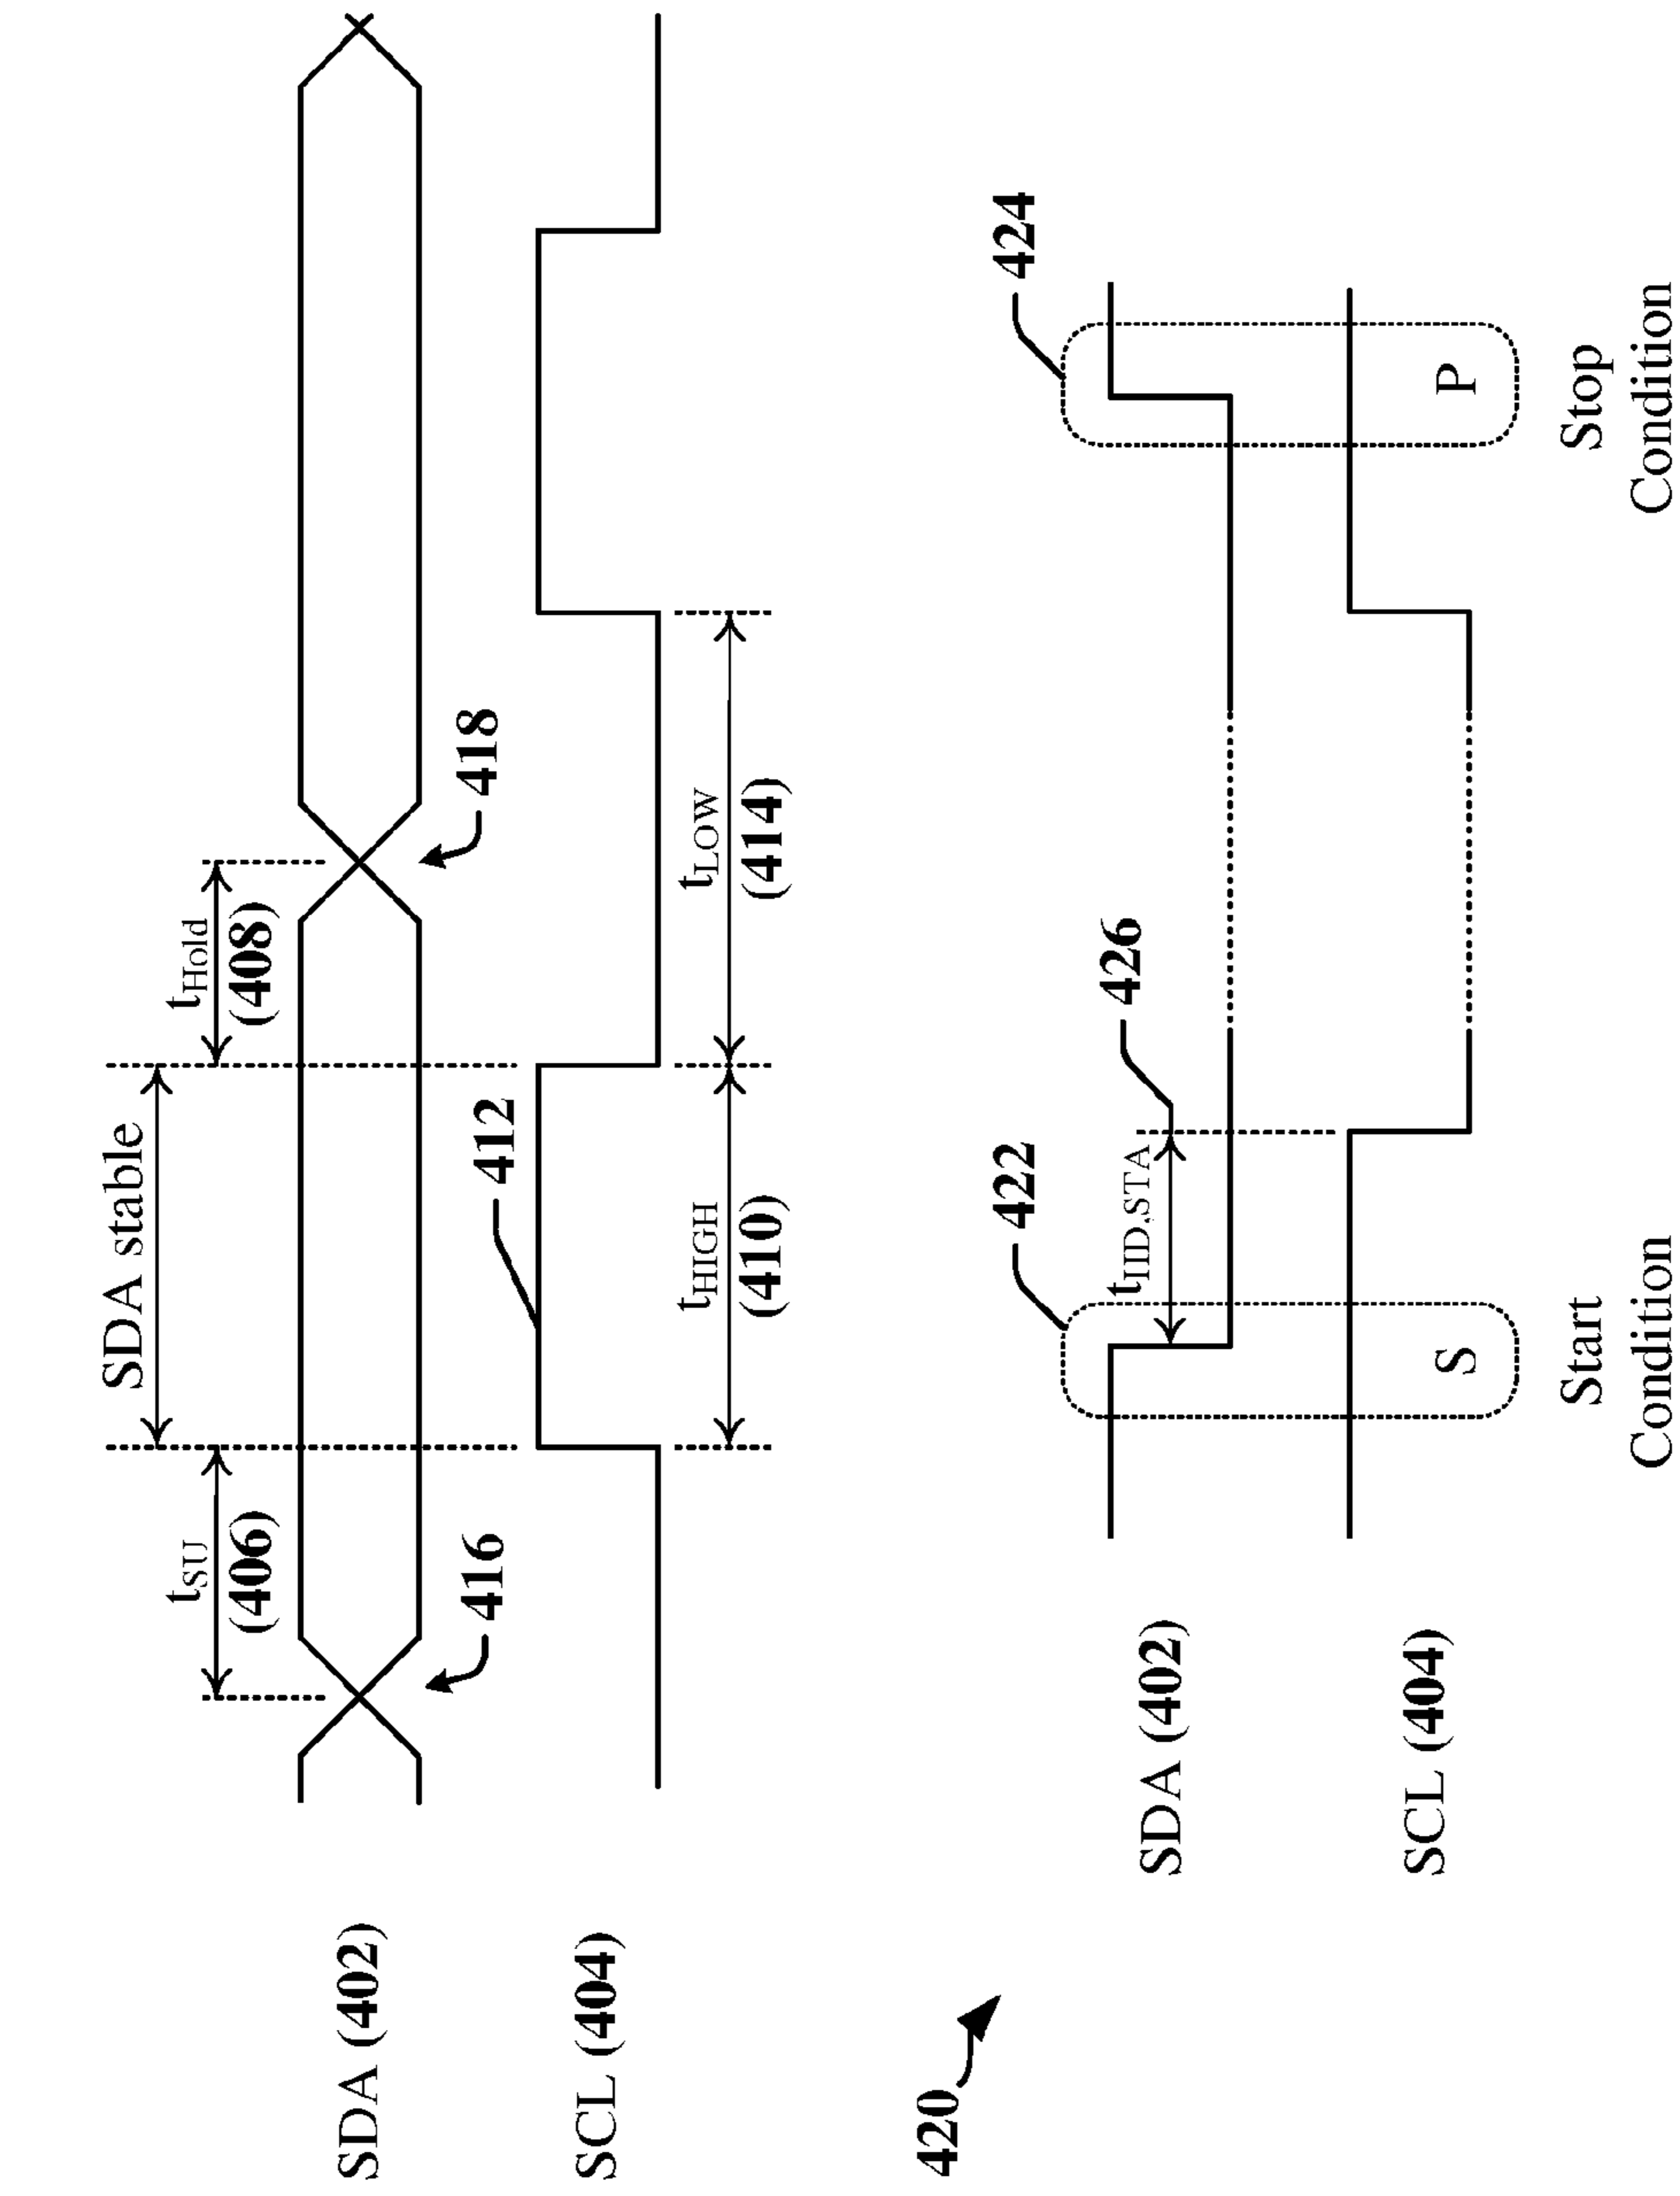 SDA stable
tSU
(406)
tHold
(408)
SDA (402)
416
418
412
SCL (404)
tHIGH
(410)
tLOW
(414)
420
422
424
426
tHD,STA
SDA (402)
SCL (404)
S
P
Start
Condition
Stop
Condition